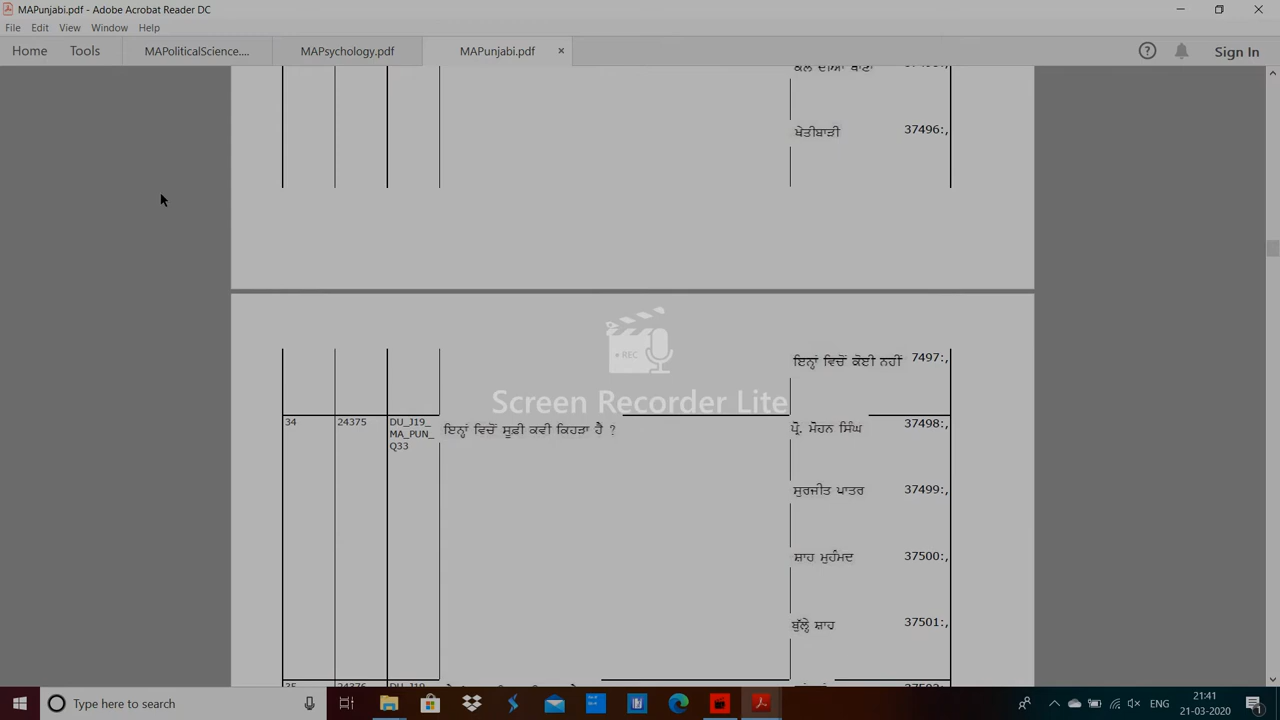 MAPunjabi.pdf - Adobe Acrobat Reader DC
File Edit View Window Help
Home Tools MAPoliticalScience.... MAPsychology.pdf MAPunjabi.pdf × Sign In
ਖੇਤੀਬਾੜੀ 37496:,
ਇਨ੍ਹਾਂ ਵਿਚੋਂ ਕੋਈ ਨਹੀਂ 7497:,
34 24375 DU_J19_ ਇਨ੍ਹਾਂ ਵਿਚੋਂ ਸੂਫ਼ੀ ਕਵੀ ਕਿਹੜਾ ਹੈ ? ਪ੍ਰੋ. ਮੋਹਨ ਸਿੰਘ 37498:,
MA_PUN_
Q33
● REC
Screen Recorder Lite
ਸੁਰਜੀਤ ਪਾਤਰ 37499:,
ਸ਼ਾਹ ਮੁਹੰਮਦ 37500:,
ਬੁੱਲ੍ਹੇ ਸ਼ਾਹ 37501:,
Type here to search
ENG
21:41
21-03-2020